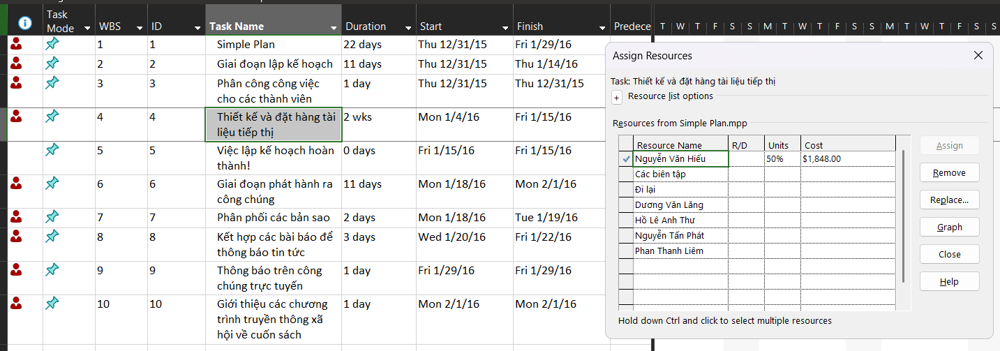 Task
Mode
WBS
ID
Task Name
Duration
Start
Finish
Predece
T W T F S S M T W T F S S M T W T F S S
1 1 Simple Plan 22 days Thu 12/31/15 Fri 1/29/16
2 2 Giai đoạn lập kế hoạch 11 days Thu 12/31/15 Thu 1/14/16
3 3 Phân công công việc 1 day Thu 12/31/15 Thu 12/31/15
cho các thành viên
4 4 Thiết kế và đặt hàng tài 2 wks Mon 1/4/16 Fri 1/15/16
liệu tiếp thị
5 5 Việc lập kế hoạch hoàn 0 days Fri 1/15/16 Fri 1/15/16
thành!
6 6 Giai đoạn phát hành ra 11 days Mon 1/18/16 Mon 2/1/16
công chúng
7 7 Phân phối các bản sao 2 days Mon 1/18/16 Tue 1/19/16
8 8 Kết hợp các bài báo để 3 days Wed 1/20/16 Fri 1/22/16
thông báo tin tức
9 9 Thông báo trên công 1 day Fri 1/29/16 Fri 1/29/16
chúng trực tuyến
10 10 Giới thiệu các chương 1 day Mon 2/1/16 Mon 2/1/16
trình truyền thông xã
hội về cuốn sách
Assign Resources
Task: Thiết kế và đặt hàng tài liệu tiếp thị
+ Resource list options
Resources from Simple Plan.mpp
Resource Name R/D Units Cost
Nguyễn Văn Hiếu 50% $1,848.00
Các biên tập
Đi lại
Dương Văn Lăng
Hồ Lê Anh Thư
Nguyễn Tấn Phát
Phan Thanh Liêm
Assign
Remove
Replace...
Graph
Close
Help
Hold down Ctrl and click to select multiple resources